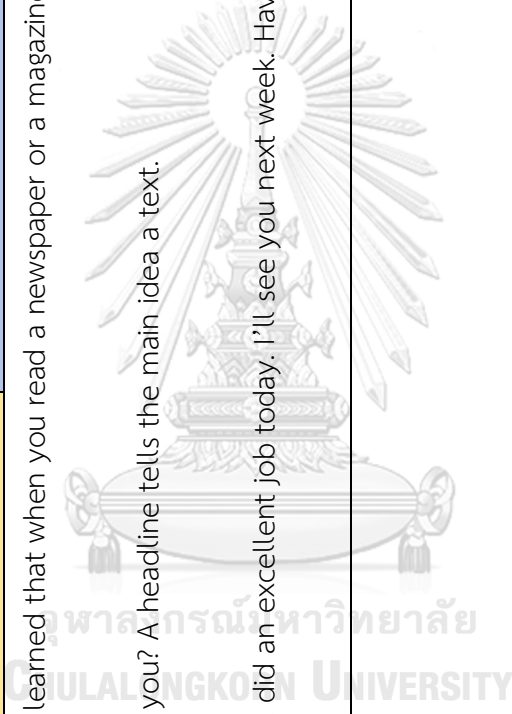 learned that when you read a newspaper or a magazine
you? A headline tells the main idea a text.
did an excellent job today. I'll see you next week.
จุฬาลงกรณ์มหาวิทยาลัย
CHULALONGKORN UNIVERSITY